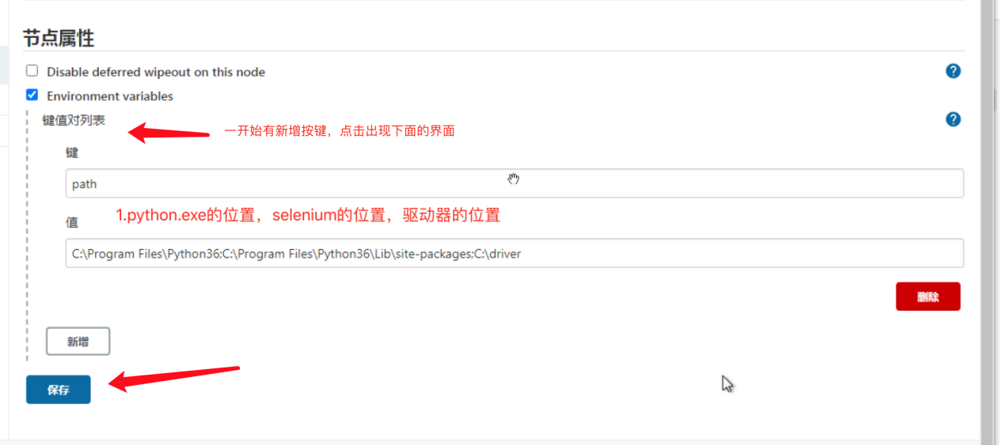 节点属性
Disable deferred wipeout on this node
?
Environment variables
键值对列表
?
一开始有新增按键，点击出现下面的界面
键
path
1.python.exe的位置，selenium的位置，驱动器的位置
值
C:\Program Files\Python36;C:\Program Files\Python36\Lib\site-packages;C:\driver
删除
新增
保存